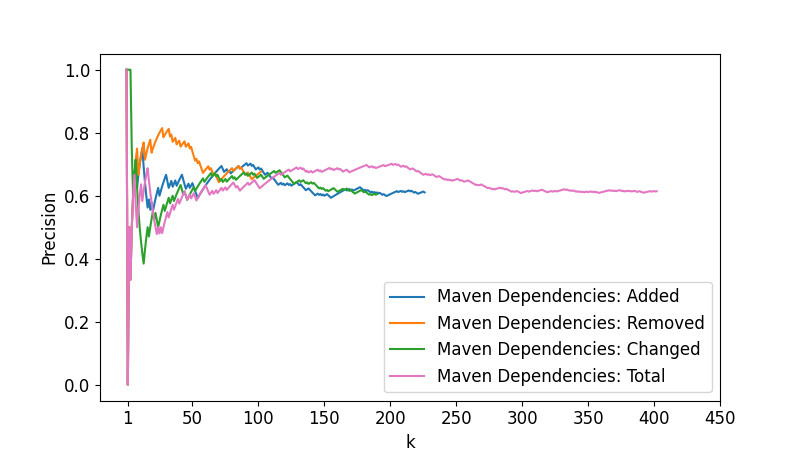 1.0
0.8
0.6
0.4
0.2
0.0
Precision
Maven Dependencies: Added
Maven Dependencies: Removed
Maven Dependencies: Changed
Maven Dependencies: Total
1 50 100 150 200 250 300 350 400 450
k